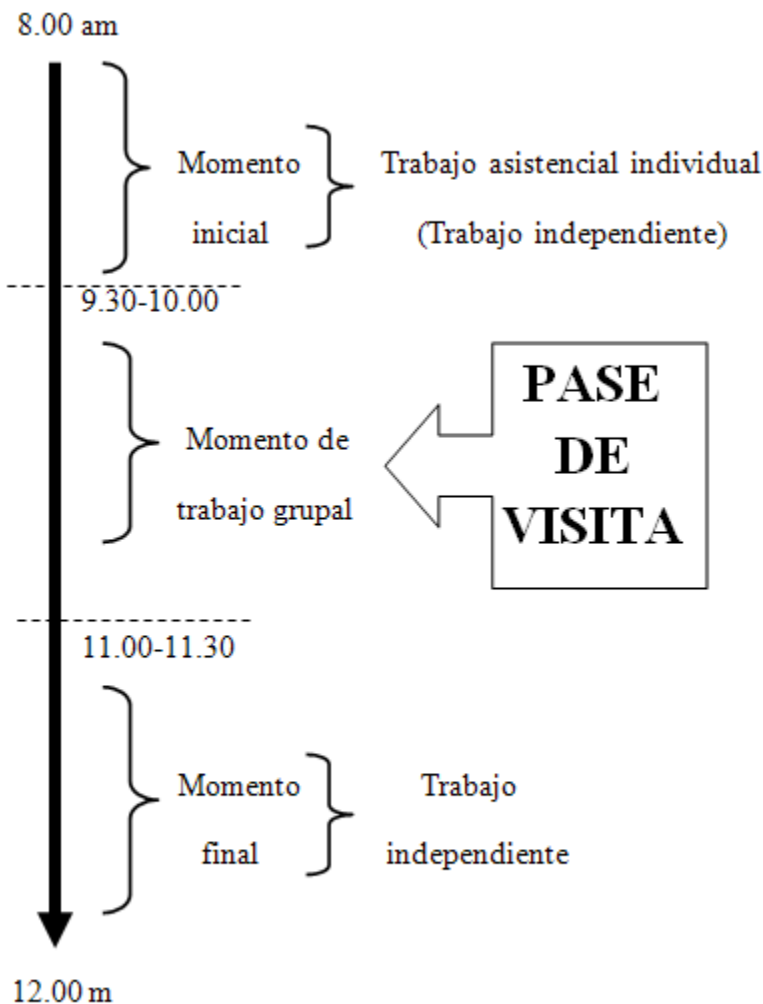 8.00 am
Momento
inicial
Trabajo asistencial individual
(Trabajo independiente)
9.30-10.00
Momento de
trabajo grupal
PASE
DE
VISITA
11.00-11.30
Momento
final
Trabajo
independiente
12.00 m